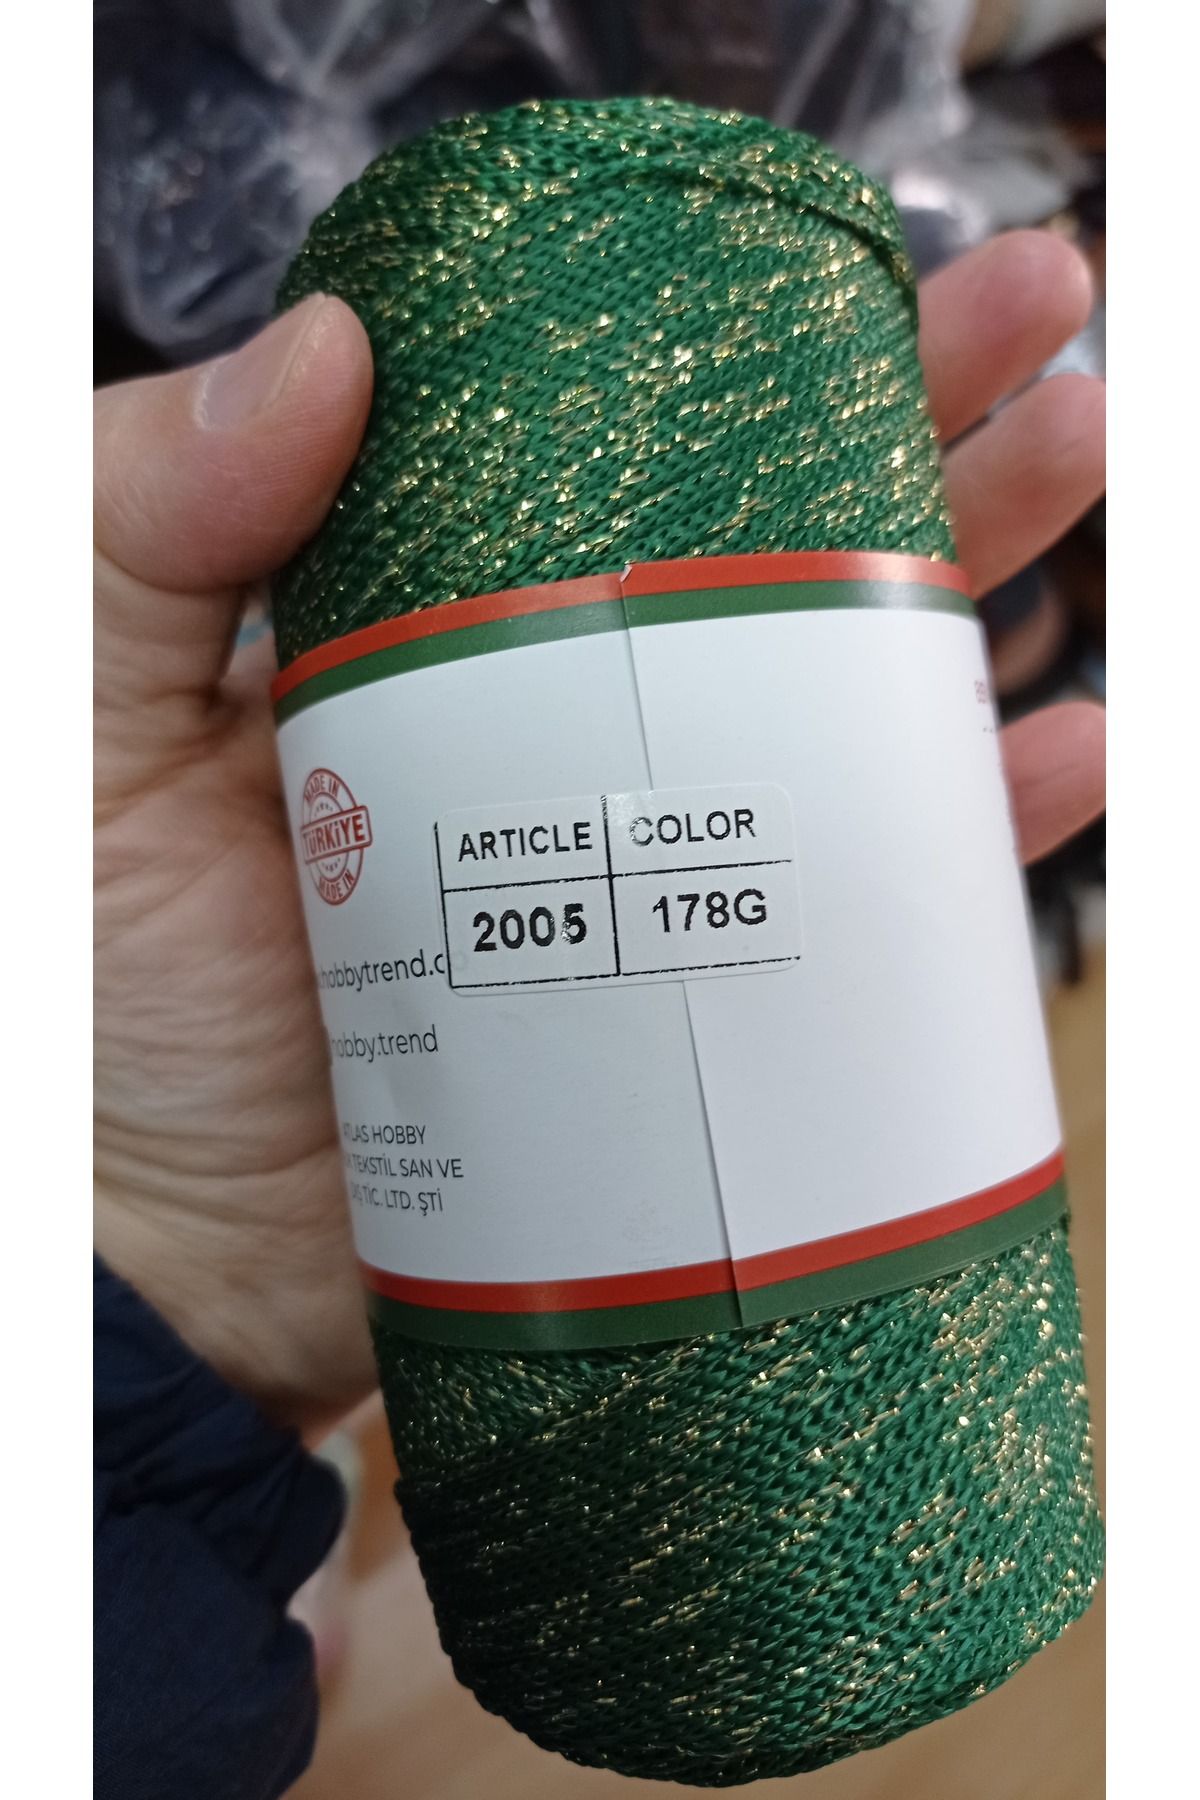 MADE IN
TÜRKİYE
MADE IN
ARTICLE COLOR
2005 178G
hobbytrend.c
hobby.trend
ATLAS HOBBY
TEKSTİL SAN VE
DIŞ TİC. LTD. ŞTİ